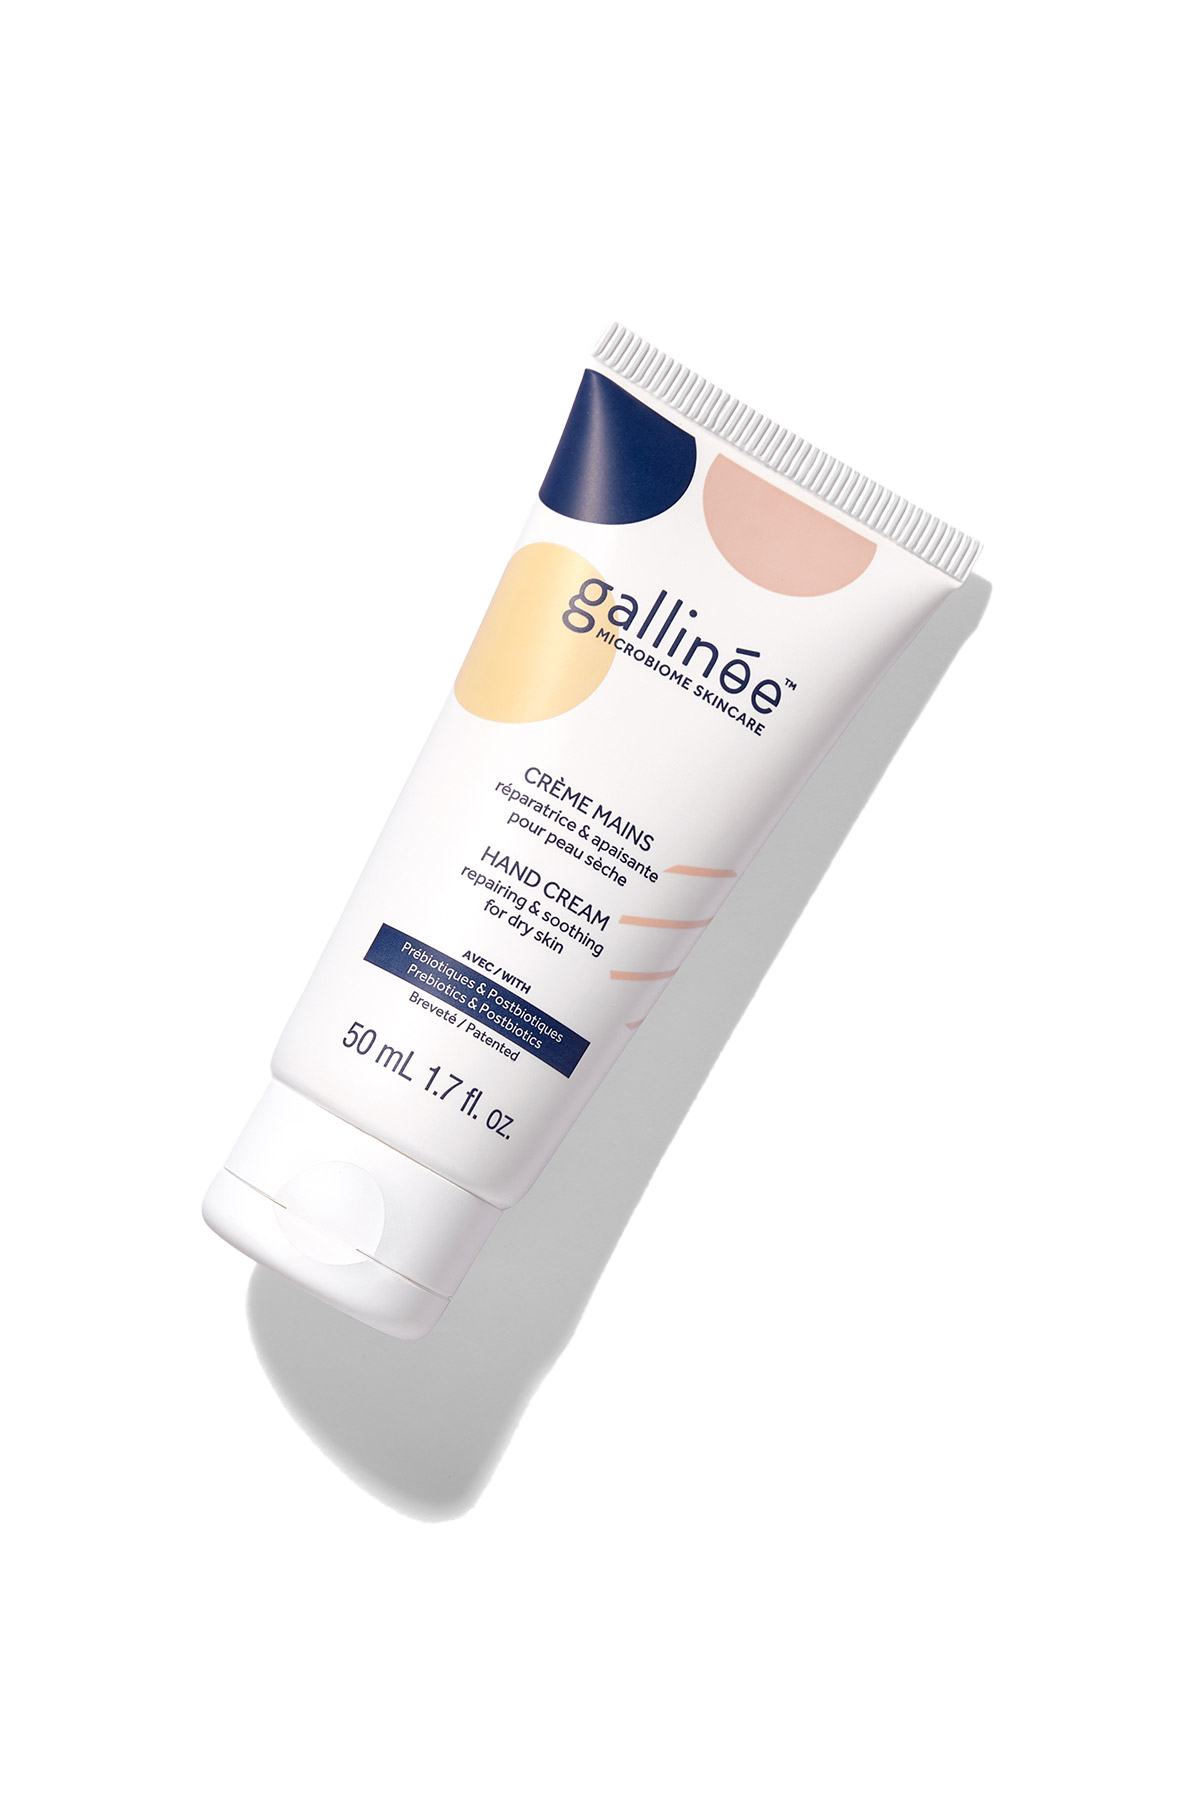 gallinée™
MICROBIOME SKINCARE
CRÈME MAINS
réparatrice & apaisante
pour peau sèche
HAND CREAM
repairing & soothing
for dry skin
AVEC / WITH
Prébiotiques & Postbiotiques
Prebiotics & Postbiotics
Breveté / Patented
50 mL 1.7 fl. oz.